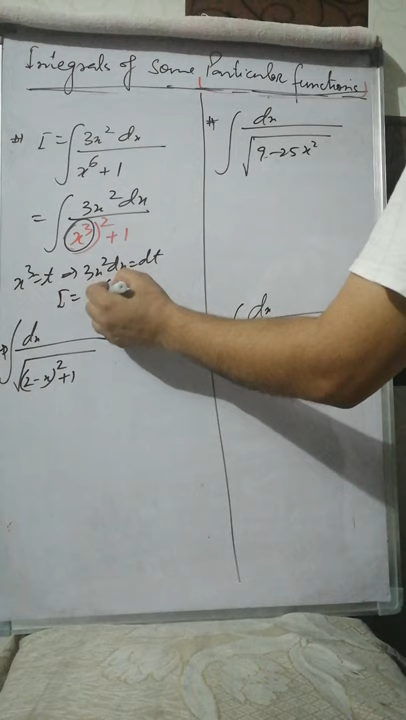 Integrals of Some Particular functions
I = ∫ 3x² dx / x⁶ + 1
= ∫ 3x² dx / (x³)² + 1
x³ = t ⇒ 3x² dx = dt
I =
∫ dx / √(2-x)² + 1
∫ dx / √9-25x²
dx